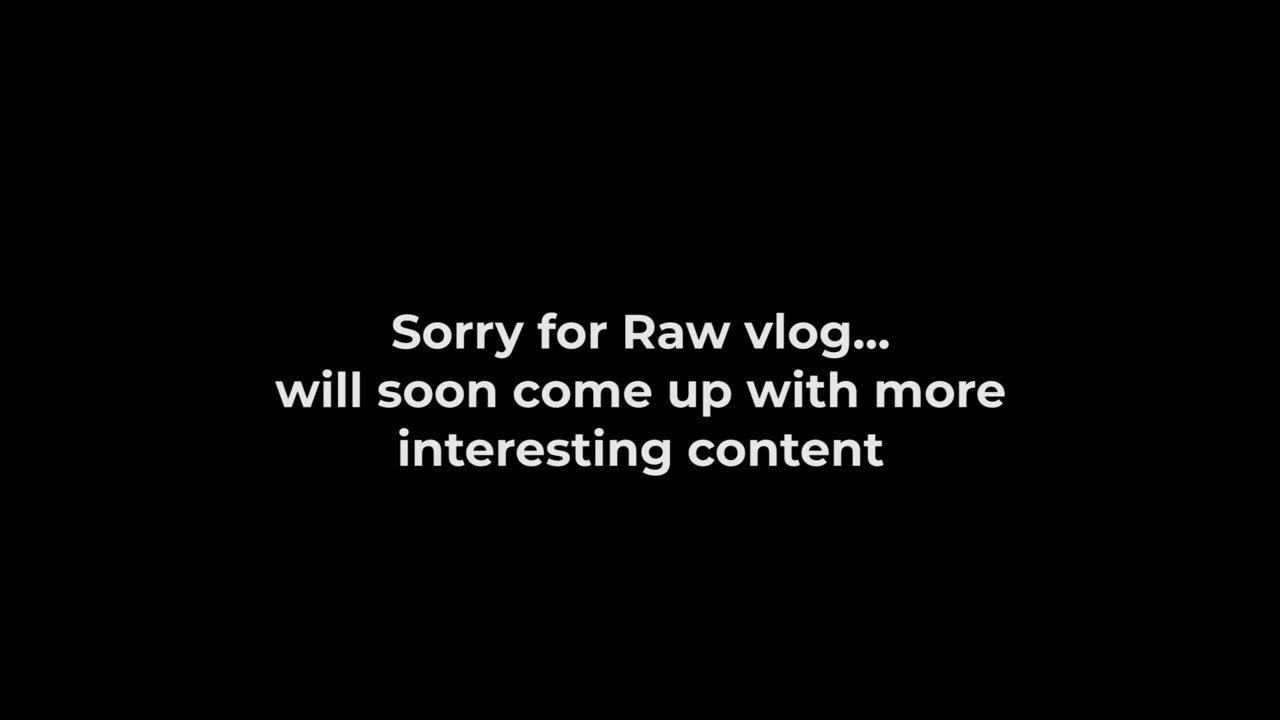 Sorry for Raw vlog...
will soon come up with more
interesting content